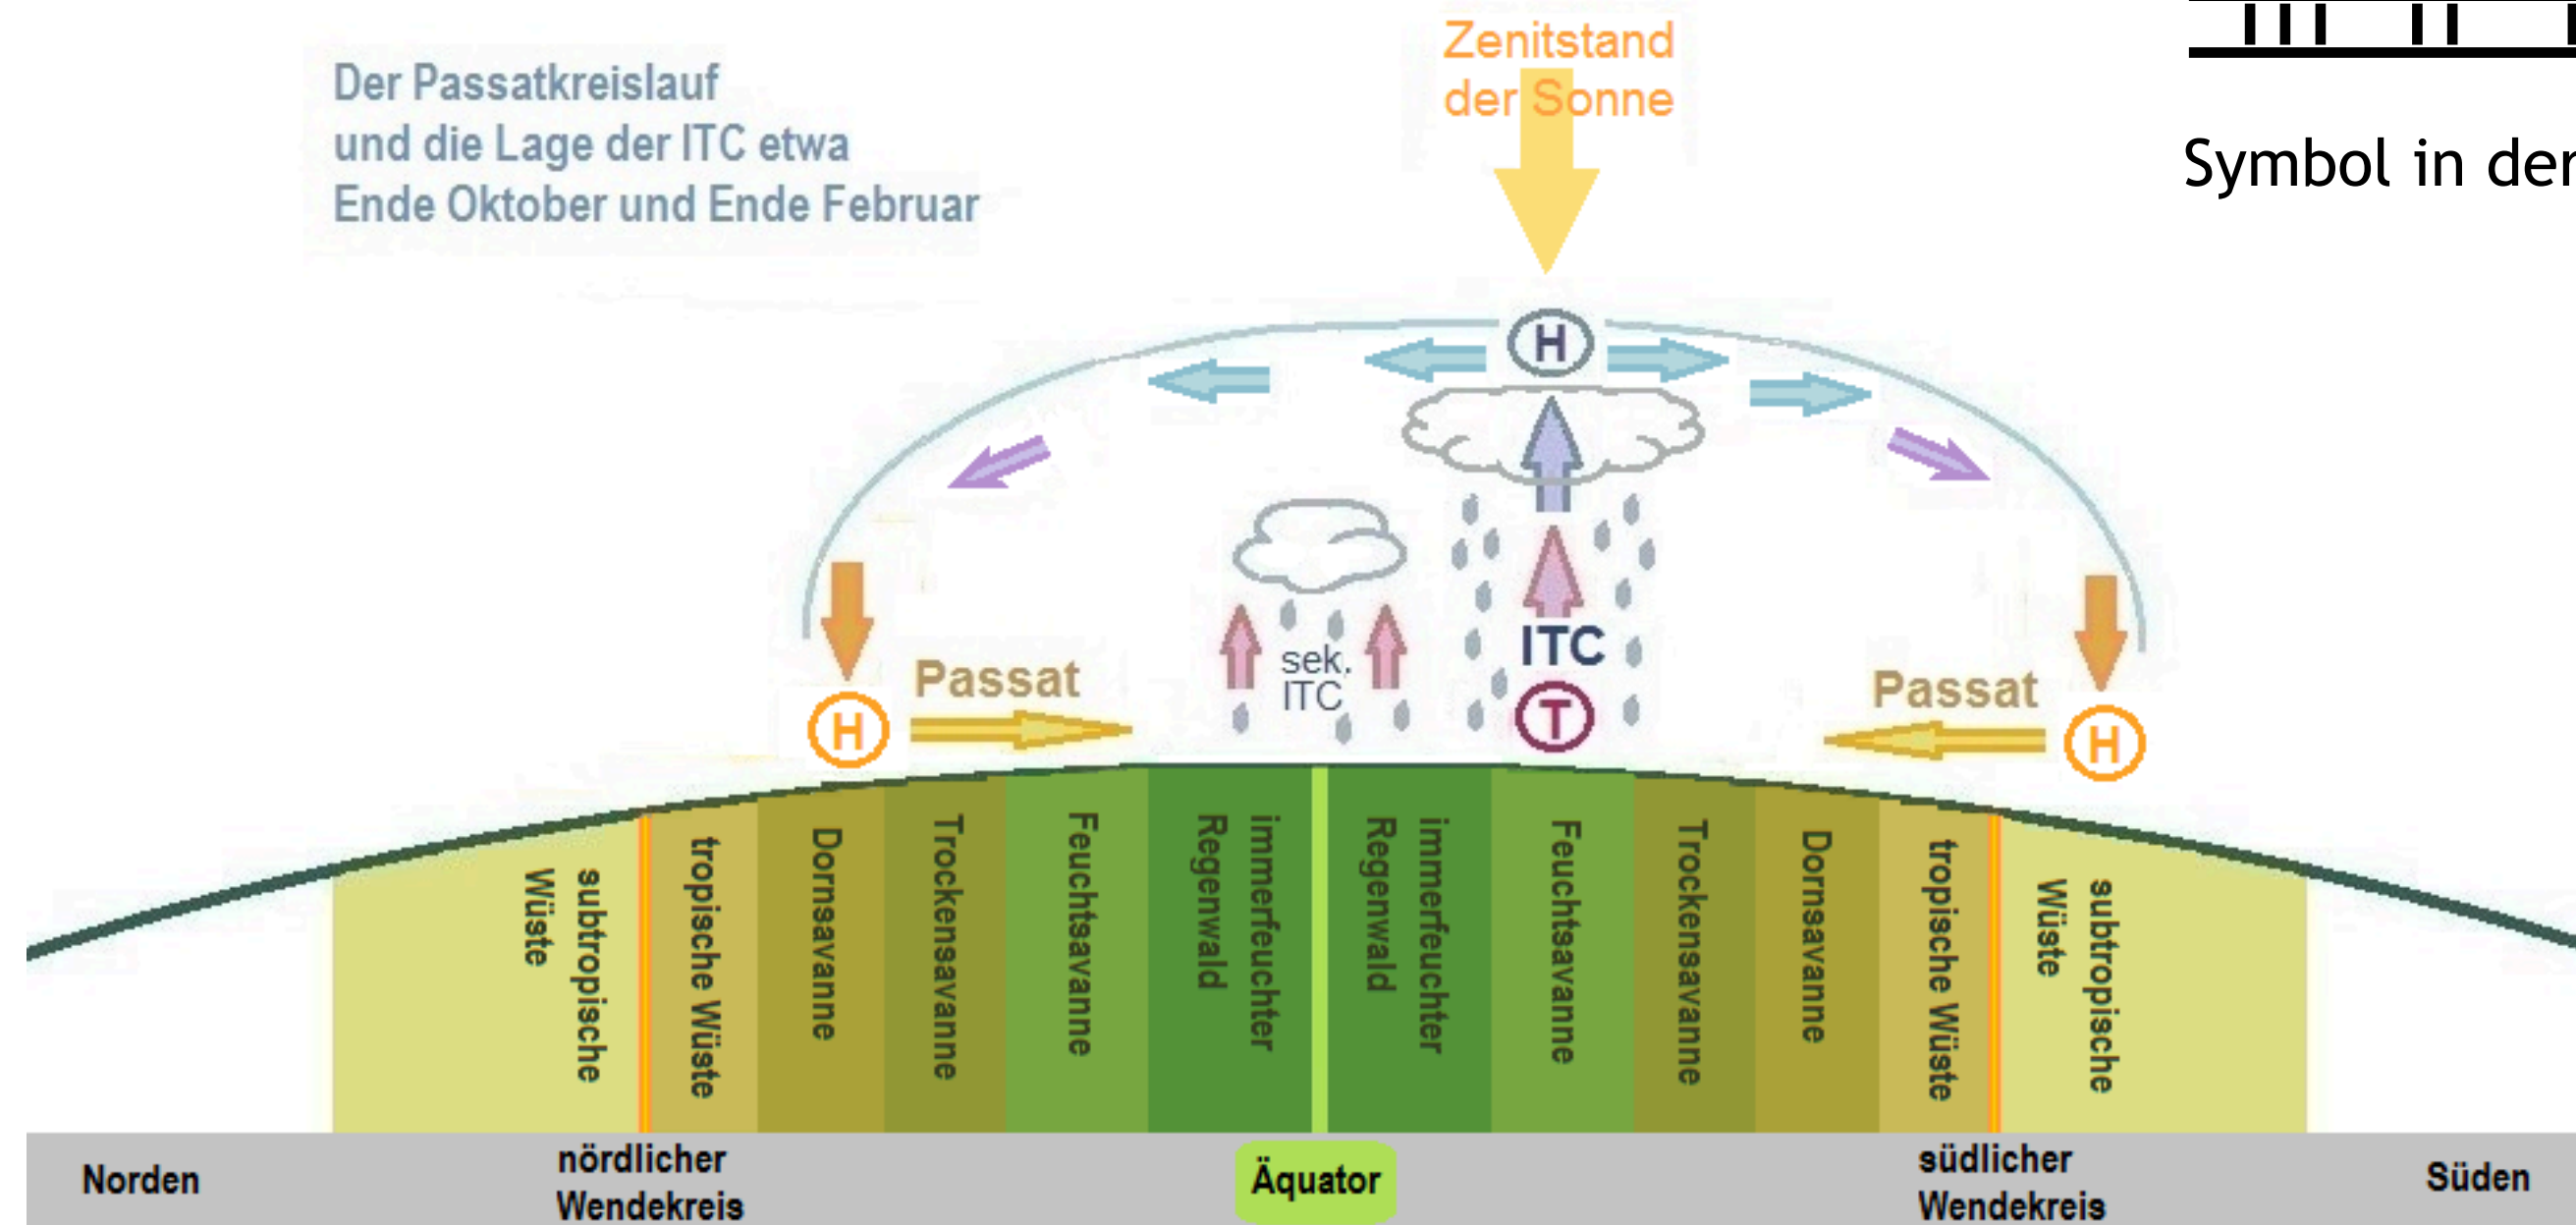 Zenitstand
der Sonne
Der Passatkreislauf
und die Lage der ITC etwa
Ende Oktober und Ende Februar
Symbol in der
H
sek.
ITC
ITC
Passat
Passat
H
T
H
subtropische
Wüste
tropische Wüste
Dornsavanne
Trockensavanne
Feuchtsavanne
immerfeuchter
Regenwald
immerfeuchter
Regenwald
Feuchtsavanne
Trockensavanne
Dornsavanne
tropische Wüste
subtropische
Wüste
Norden
nördlicher
Wendekreis
Äquator
südlicher
Wendekreis
Süden